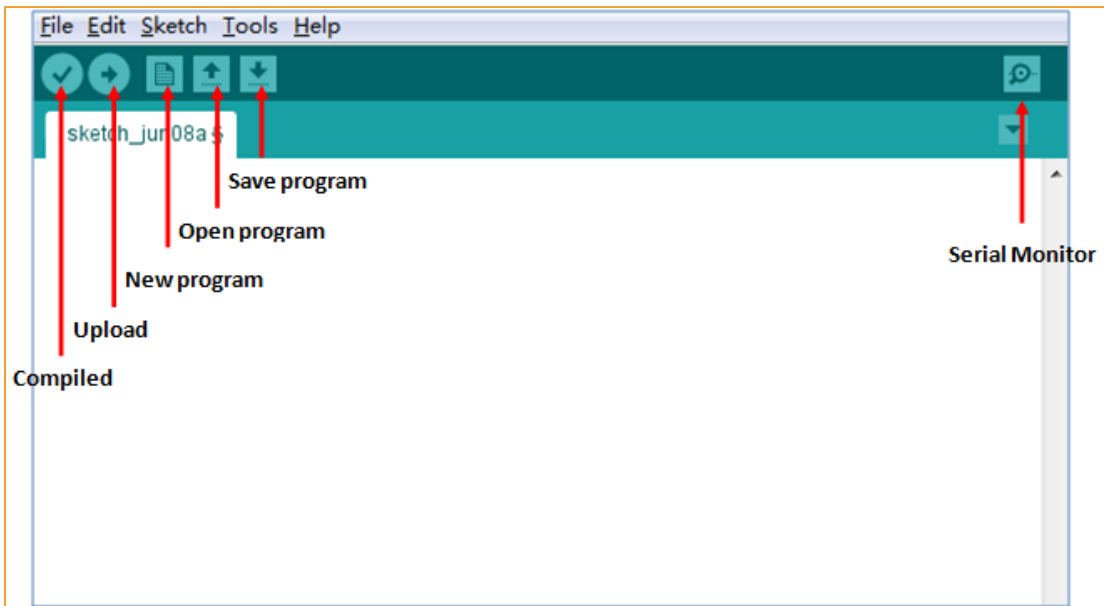 File Edit Sketch Tools Help
sketch_jun08a §
Save program
Open program
Serial Monitor
New program
Upload
Compiled